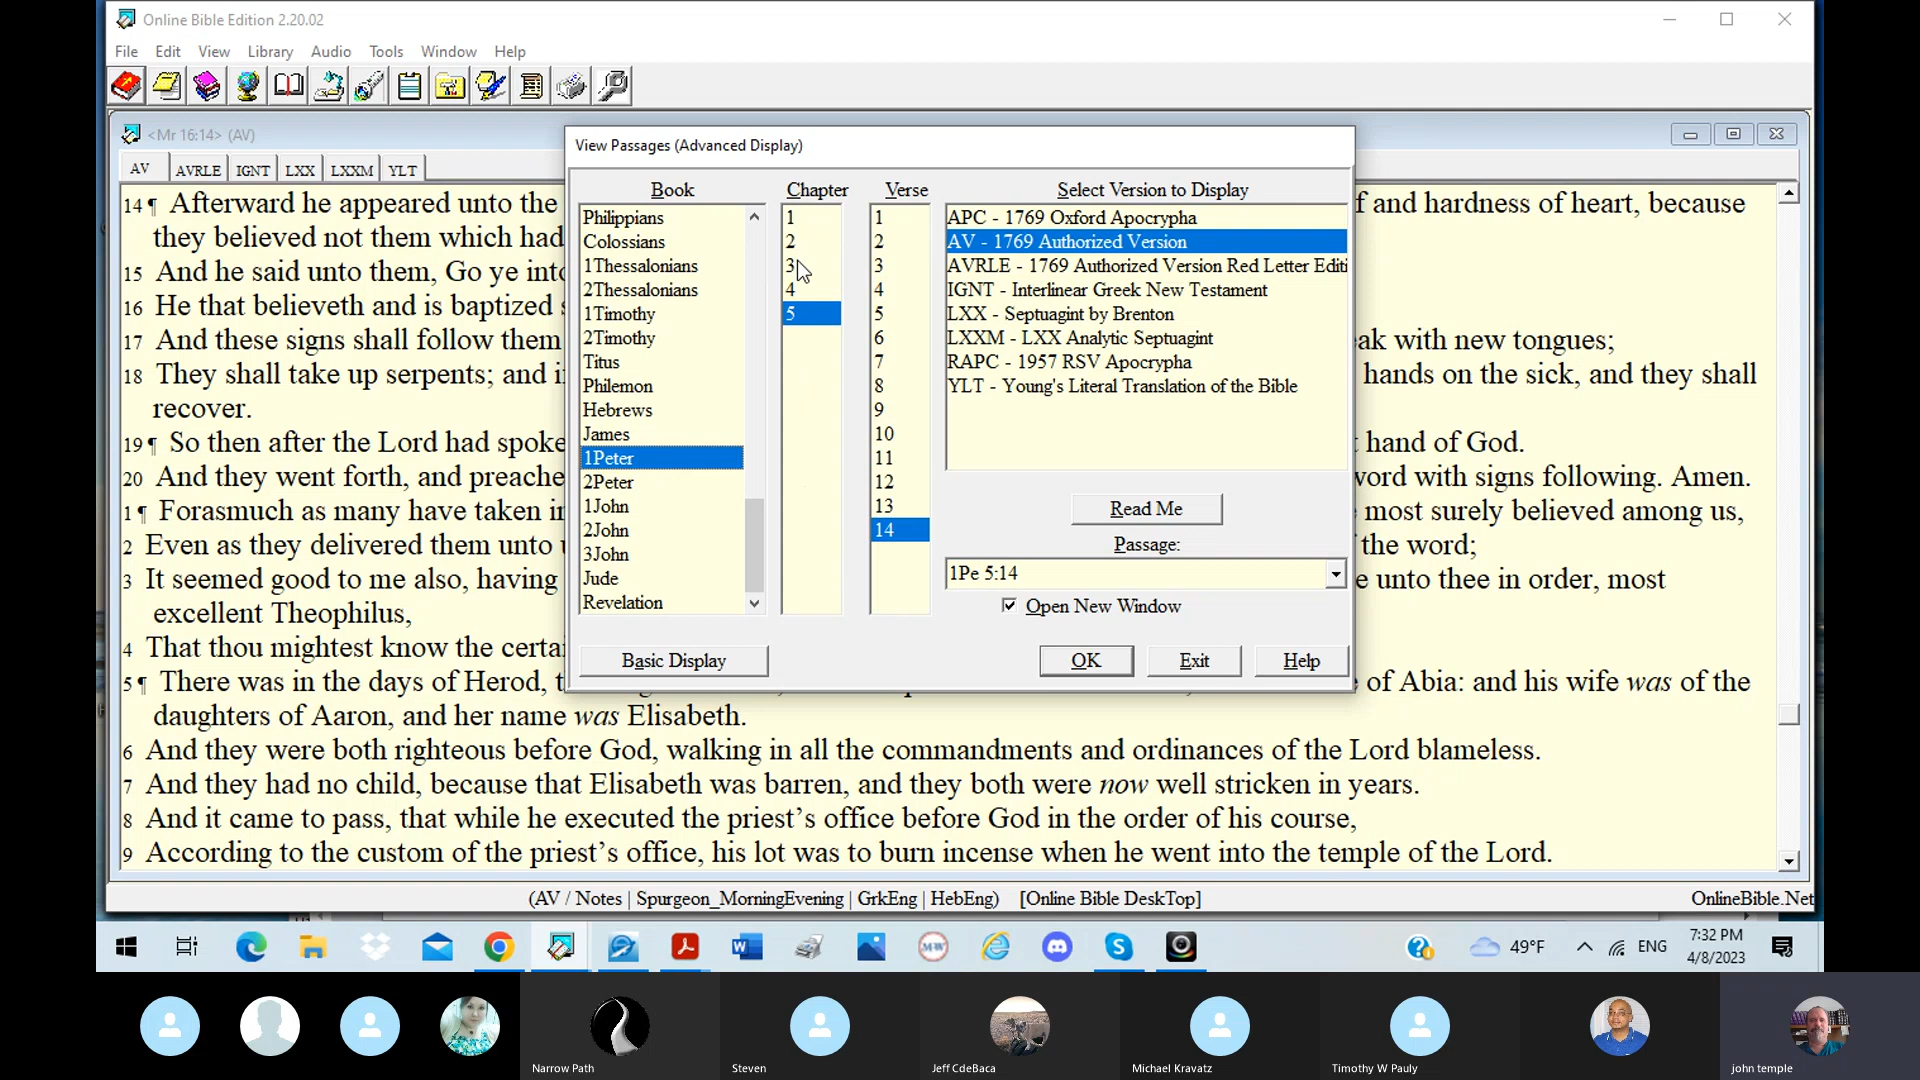 Online Bible Edition 2.20.02
File Edit View Library Audio Tools Window Help
<Mr 16:14> (AV)
AV AVRLE IGNT LXX LXXM YLT
14 ¶ Afterward he appeared unto the
f and hardness of heart, because
they believed not them which had
15 And he said unto them, Go ye into
16 He that believeth and is baptized
17 And these signs shall follow them
ak with new tongues;
18 They shall take up serpents; and
hands on the sick, and they shall
recover.
19 ¶ So then after the Lord had spoke
t hand of God.
20 And they went forth, and preache
word with signs following. Amen.
1 ¶ Forasmuch as many have taken in
most surely believed among us,
2 Even as they delivered them unto
f the word;
3 It seemed good to me also, having
e unto thee in order, most
excellent Theophilus,
4 That thou mightest know the certai
5 ¶ There was in the days of Herod, t
e of Abia: and his wife was of the
daughters of Aaron, and her name was Elisabeth.
6 And they were both righteous before God, walking in all the commandments and ordinances of the Lord blameless.
7 And they had no child, because that Elisabeth was barren, and they both were now well stricken in years.
8 And it came to pass, that while he executed the priest’s office before God in the order of his course,
9 According to the custom of the priest’s office, his lot was to burn incense when he went into the temple of the Lord.
View Passages (Advanced Display)
Book
Philippians
Colossians
1Thessalonians
2Thessalonians
1Timothy
2Timothy
Titus
Philemon
Hebrews
James
1Peter
2Peter
1John
2John
3John
Jude
Revelation
Chapter
1
2
3
4
5
Verse
1
2
3
4
5
6
7
8
9
10
11
12
13
14
Select Version to Display
APC - 1769 Oxford Apocrypha
AV - 1769 Authorized Version
AVRLE - 1769 Authorized Version Red Letter Editi
IGNT - Interlinear Greek New Testament
LXX - Septuagint by Brenton
LXXM - LXX Analytic Septuagint
RAPC - 1957 RSV Apocrypha
YLT - Young's Literal Translation of the Bible
Read Me
Passage:
1Pe 5:14
Open New Window
Basic Display OK Exit Help
(AV / Notes | Spurgeon_MorningEvening | GrkEng | HebEng) [Online Bible DeskTop]
OnlineBible.Net
49°F ENG
7:32 PM
4/8/2023
Narrow Path
Steven
Jeff CdeBaca
Michael Kravatz
Timothy W Pauly
john temple